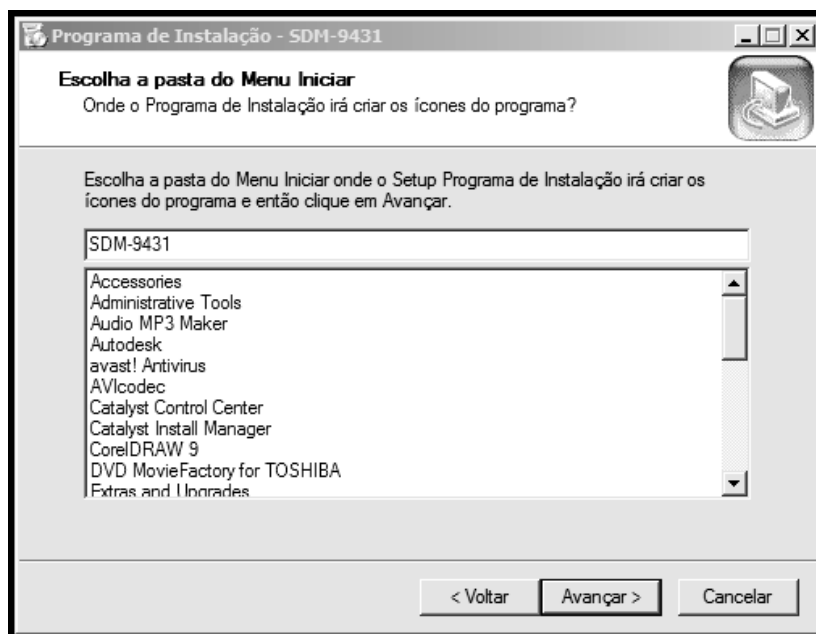 Programa de Instalação - SDM-9431
Escolha a pasta do Menu Iniciar
Onde o Programa de Instalação irá criar os ícones do programa?
Escolha a pasta do Menu Iniciar onde o Setup Programa de Instalação irá criar os
ícones do programa e então clique em Avançar.
SDM-9431
Accessories
Administrative Tools
Audio MP3 Maker
Autodesk
avast! Antivirus
AVIcodec
Catalyst Control Center
Catalyst Install Manager
CorelDRAW 9
DVD MovieFactory for TOSHIBA
Extras and Upgrades
< Voltar
Avançar >
Cancelar